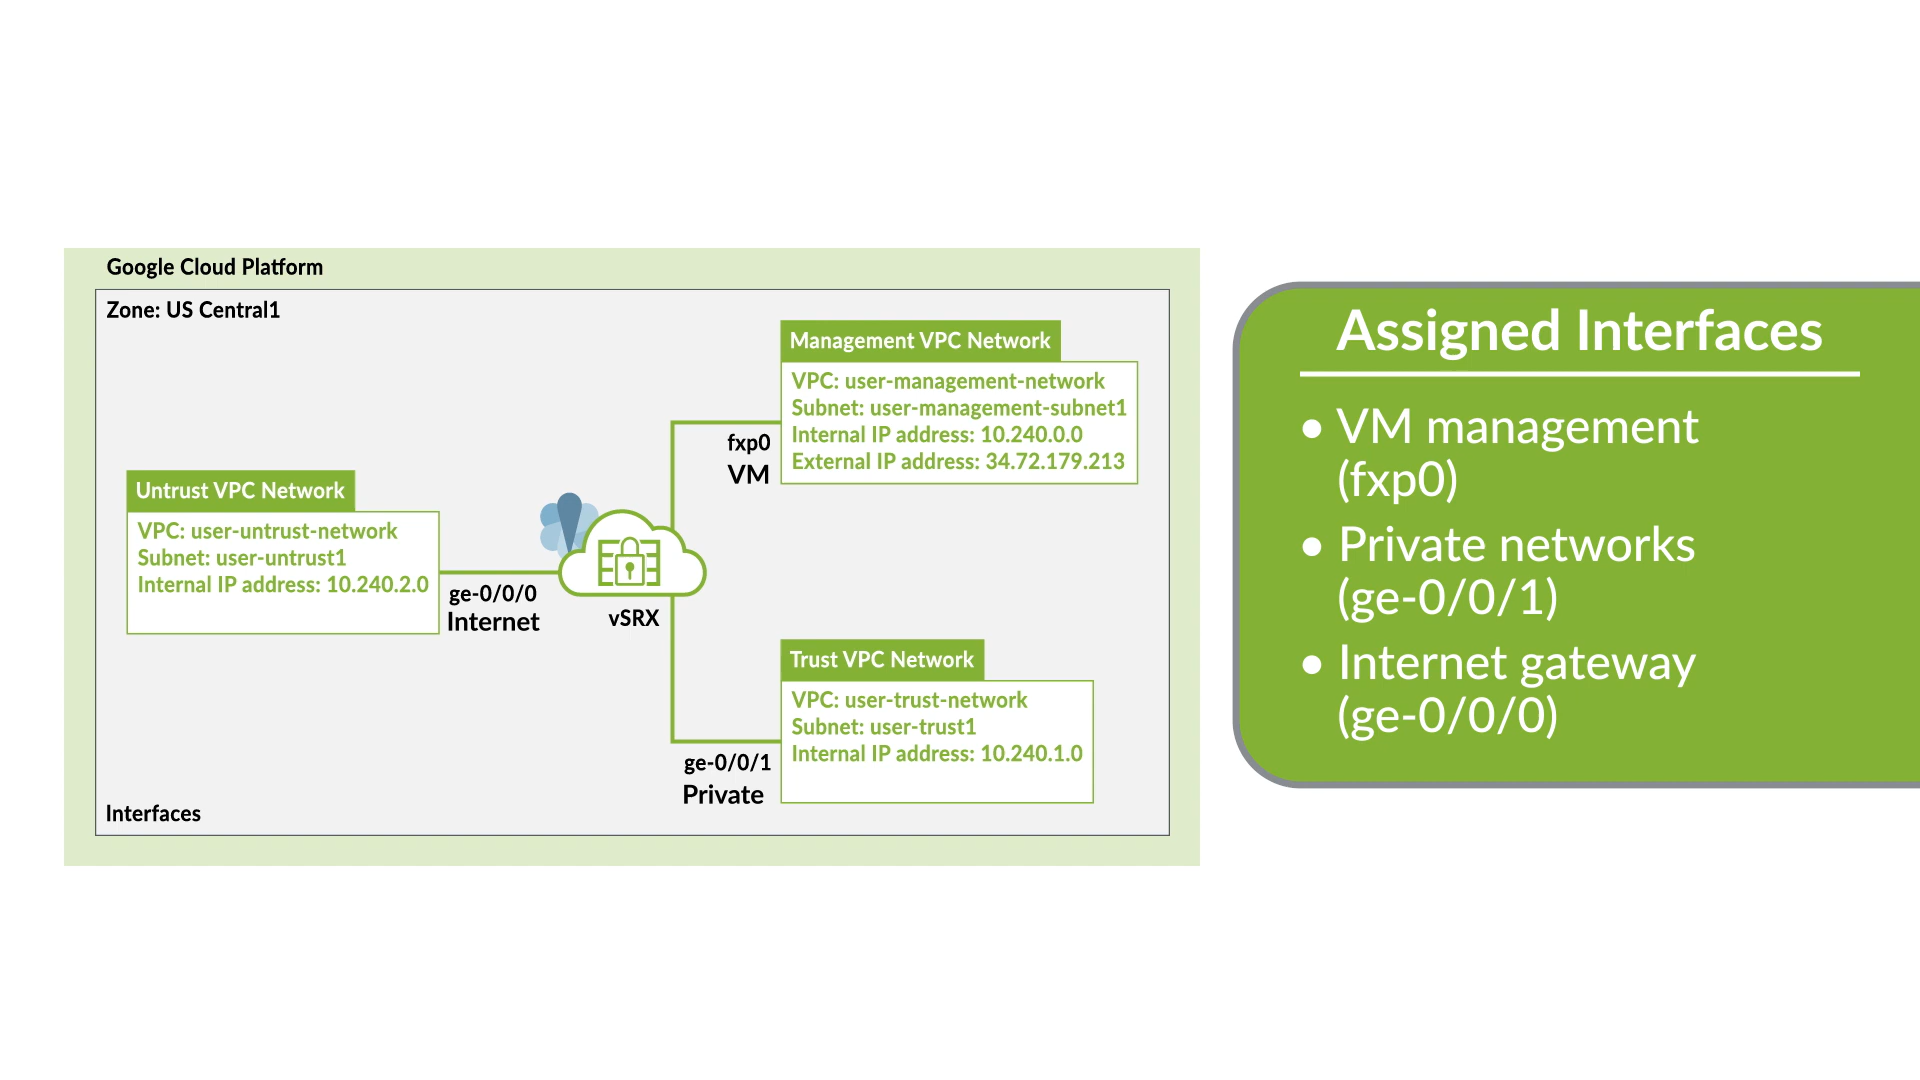 Google Cloud Platform
Zone: US Central1
Management VPC Network
VPC: user-management-network
Subnet: user-management-subnet1
Internal IP address: 10.240.0.0
External IP address: 34.72.179.213
fxp0
VM
Untrust VPC Network
VPC: user-untrust-network
Subnet: user-untrust1
Internal IP address: 10.240.2.0
ge-0/0/0
Internet
vSRX
Trust VPC Network
VPC: user-trust-network
Subnet: user-trust1
Internal IP address: 10.240.1.0
ge-0/0/1
Private
Interfaces
Assigned Interfaces
• VM management
(fxp0)
• Private networks
(ge-0/0/1)
• Internet gateway
(ge-0/0/0)